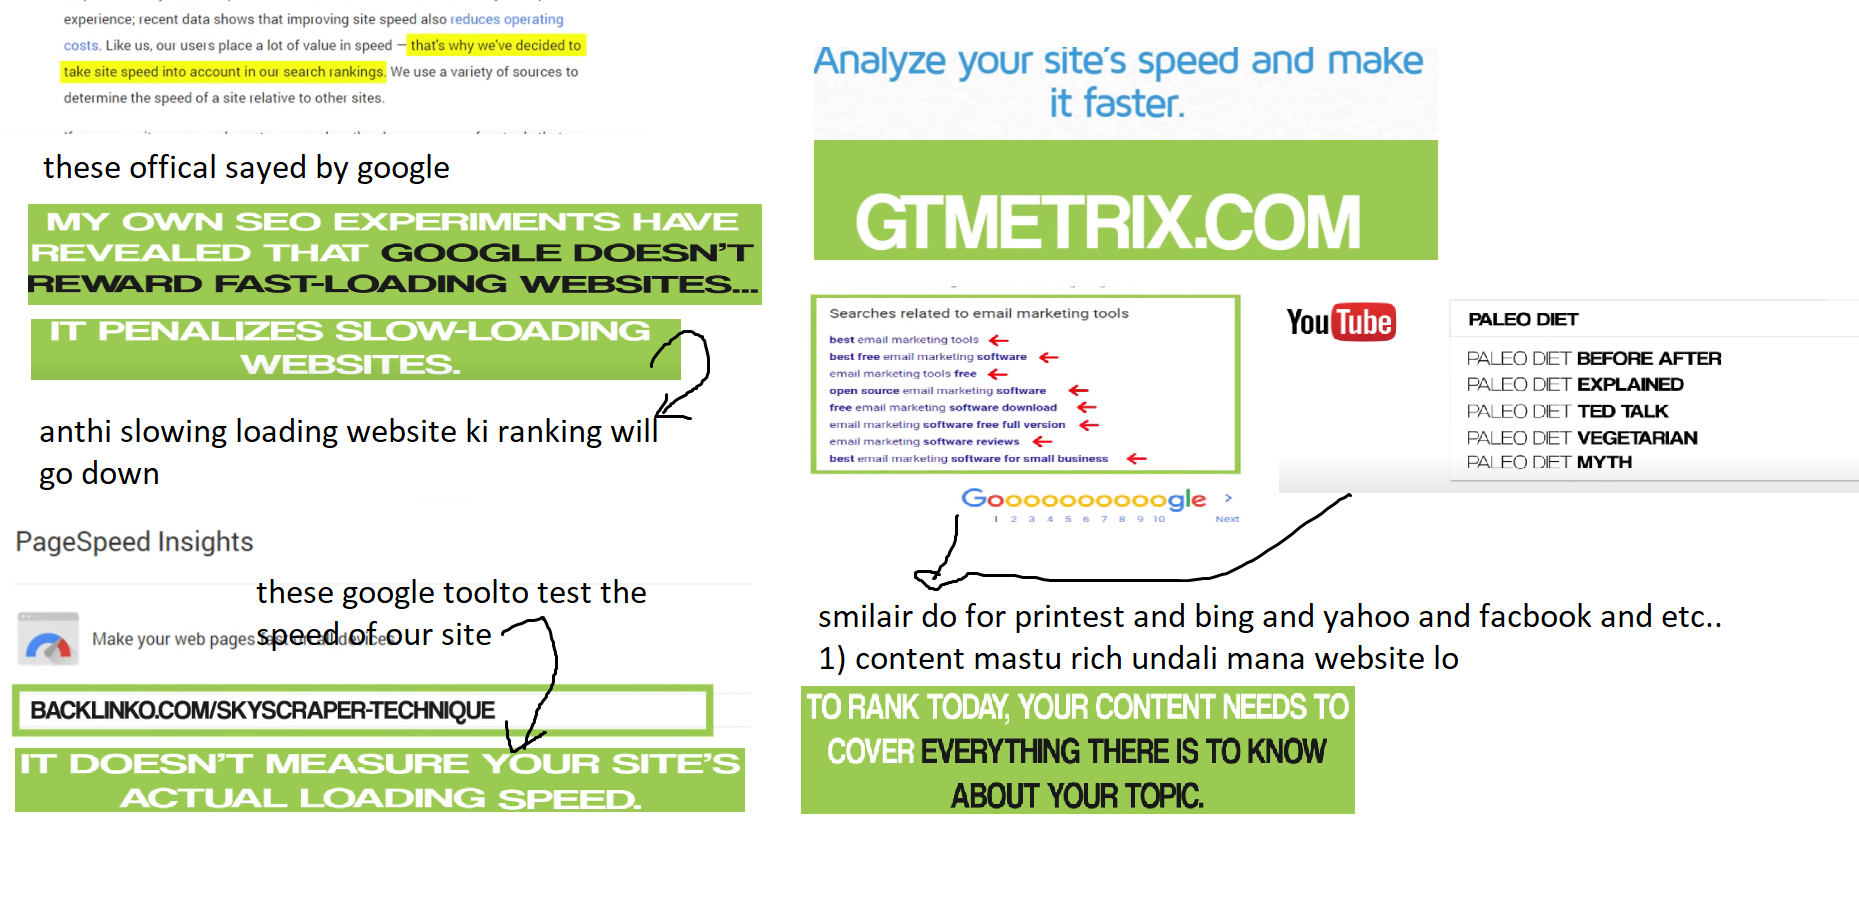 experience; recent data shows that improving site speed also reduces operating
costs. Like us, our users place a lot of value in speed — that's why we've decided to
take site speed into account in our search rankings. We use a variety of sources to
determine the speed of a site relative to other sites.
these offical sayed by google
MY OWN SEO EXPERIMENTS HAVE
REVEALED THAT GOOGLE DOESN'T
REWARD FAST-LOADING WEBSITES...
IT PENALIZES SLOW-LOADING
WEBSITES.
anthi slowing loading website ki ranking will
go down
PageSpeed Insights
these google toolto test the
speed of our site
Make your web pages fast on all devices.
BACKLINKO.COM/SKYSCRAPER-TECHNIQUE
IT DOESN'T MEASURE YOUR SITE'S
ACTUAL LOADING SPEED.
Analyze your site's speed and make
it faster.
GTMETRIX.COM
Searches related to email marketing tools
best email marketing tools
best free email marketing software
email marketing tools free
open source email marketing software
free email marketing software download
email marketing software free full version
email marketing software reviews
best email marketing software for small business
Goooooooooogle >
1 2 3 4 5 6 7 8 9 10 Next
YouTube
PALEO DIET
PALEO DIET BEFORE AFTER
PALEO DIET EXPLAINED
PALEO DIET TED TALK
PALEO DIET VEGETARIAN
PALEO DIET MYTH
smilair do for printest and bing and yahoo and facbook and etc..
1) content mastu rich undali mana website lo
TO RANK TODAY, YOUR CONTENT NEEDS TO
COVER EVERYTHING THERE IS TO KNOW
ABOUT YOUR TOPIC.